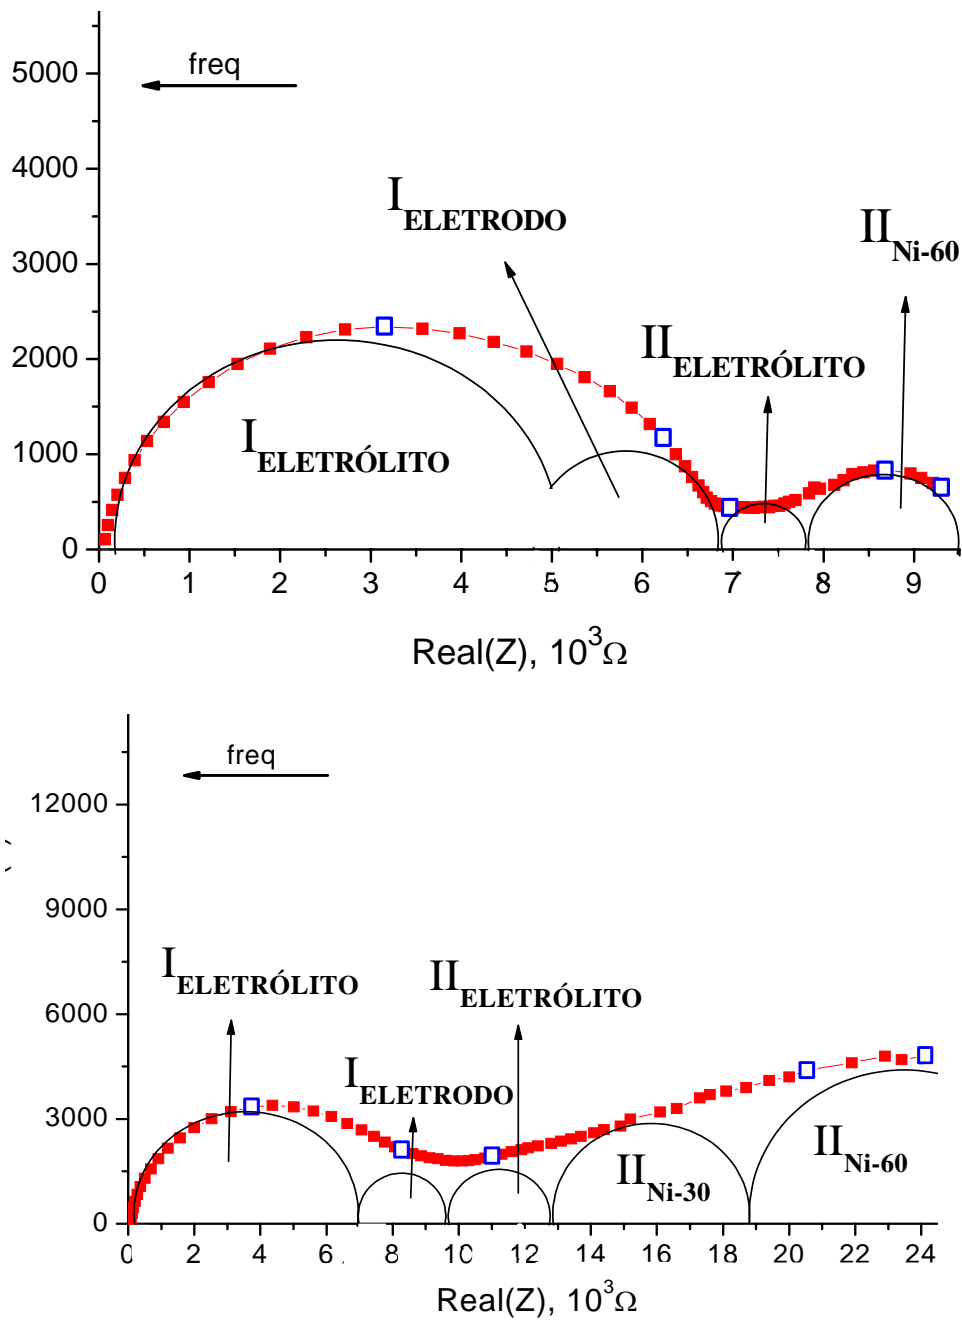 freq
5000
4000
3000
2000
1000
0
I ELETRODO
II Ni-60
II ELETRÓLITO
I ELETRÓLITO
0 1 2 3 4 5 6 7 8 9
Real(Z), 10³Ω
freq
12000
9000
6000
3000
0
I ELETRÓLITO
II ELETRÓLITO
I ELETRODO
II Ni-30
II Ni-60
0 2 4 6 8 10 12 14 16 18 20 22 24
Real(Z), 10³Ω